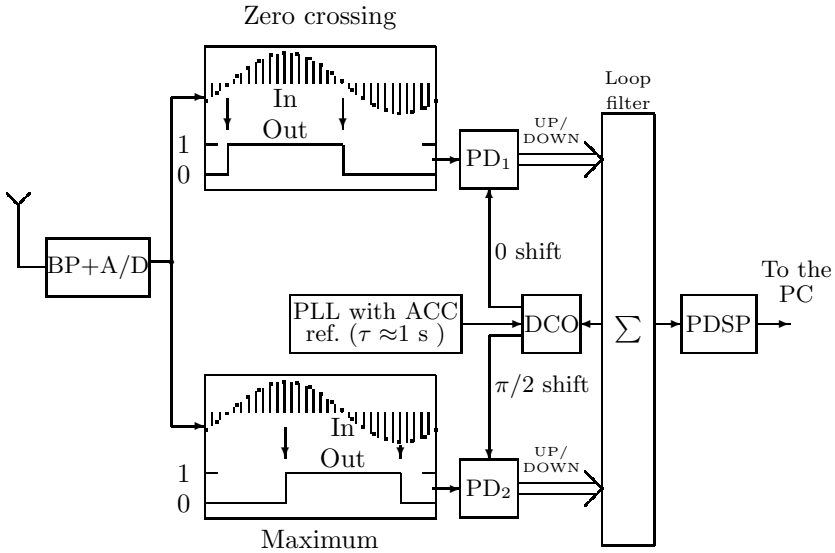 Zero crossing
In
Out
1
0
PD₁
UP/
DOWN
Loop
filter
BP+A/D
0 shift
PLL with ACC
ref. (τ ≈1 s )
DCO
∑
PDSP
To the
PC
π/2 shift
In
Out
1
0
PD₂
UP/
DOWN
Maximum